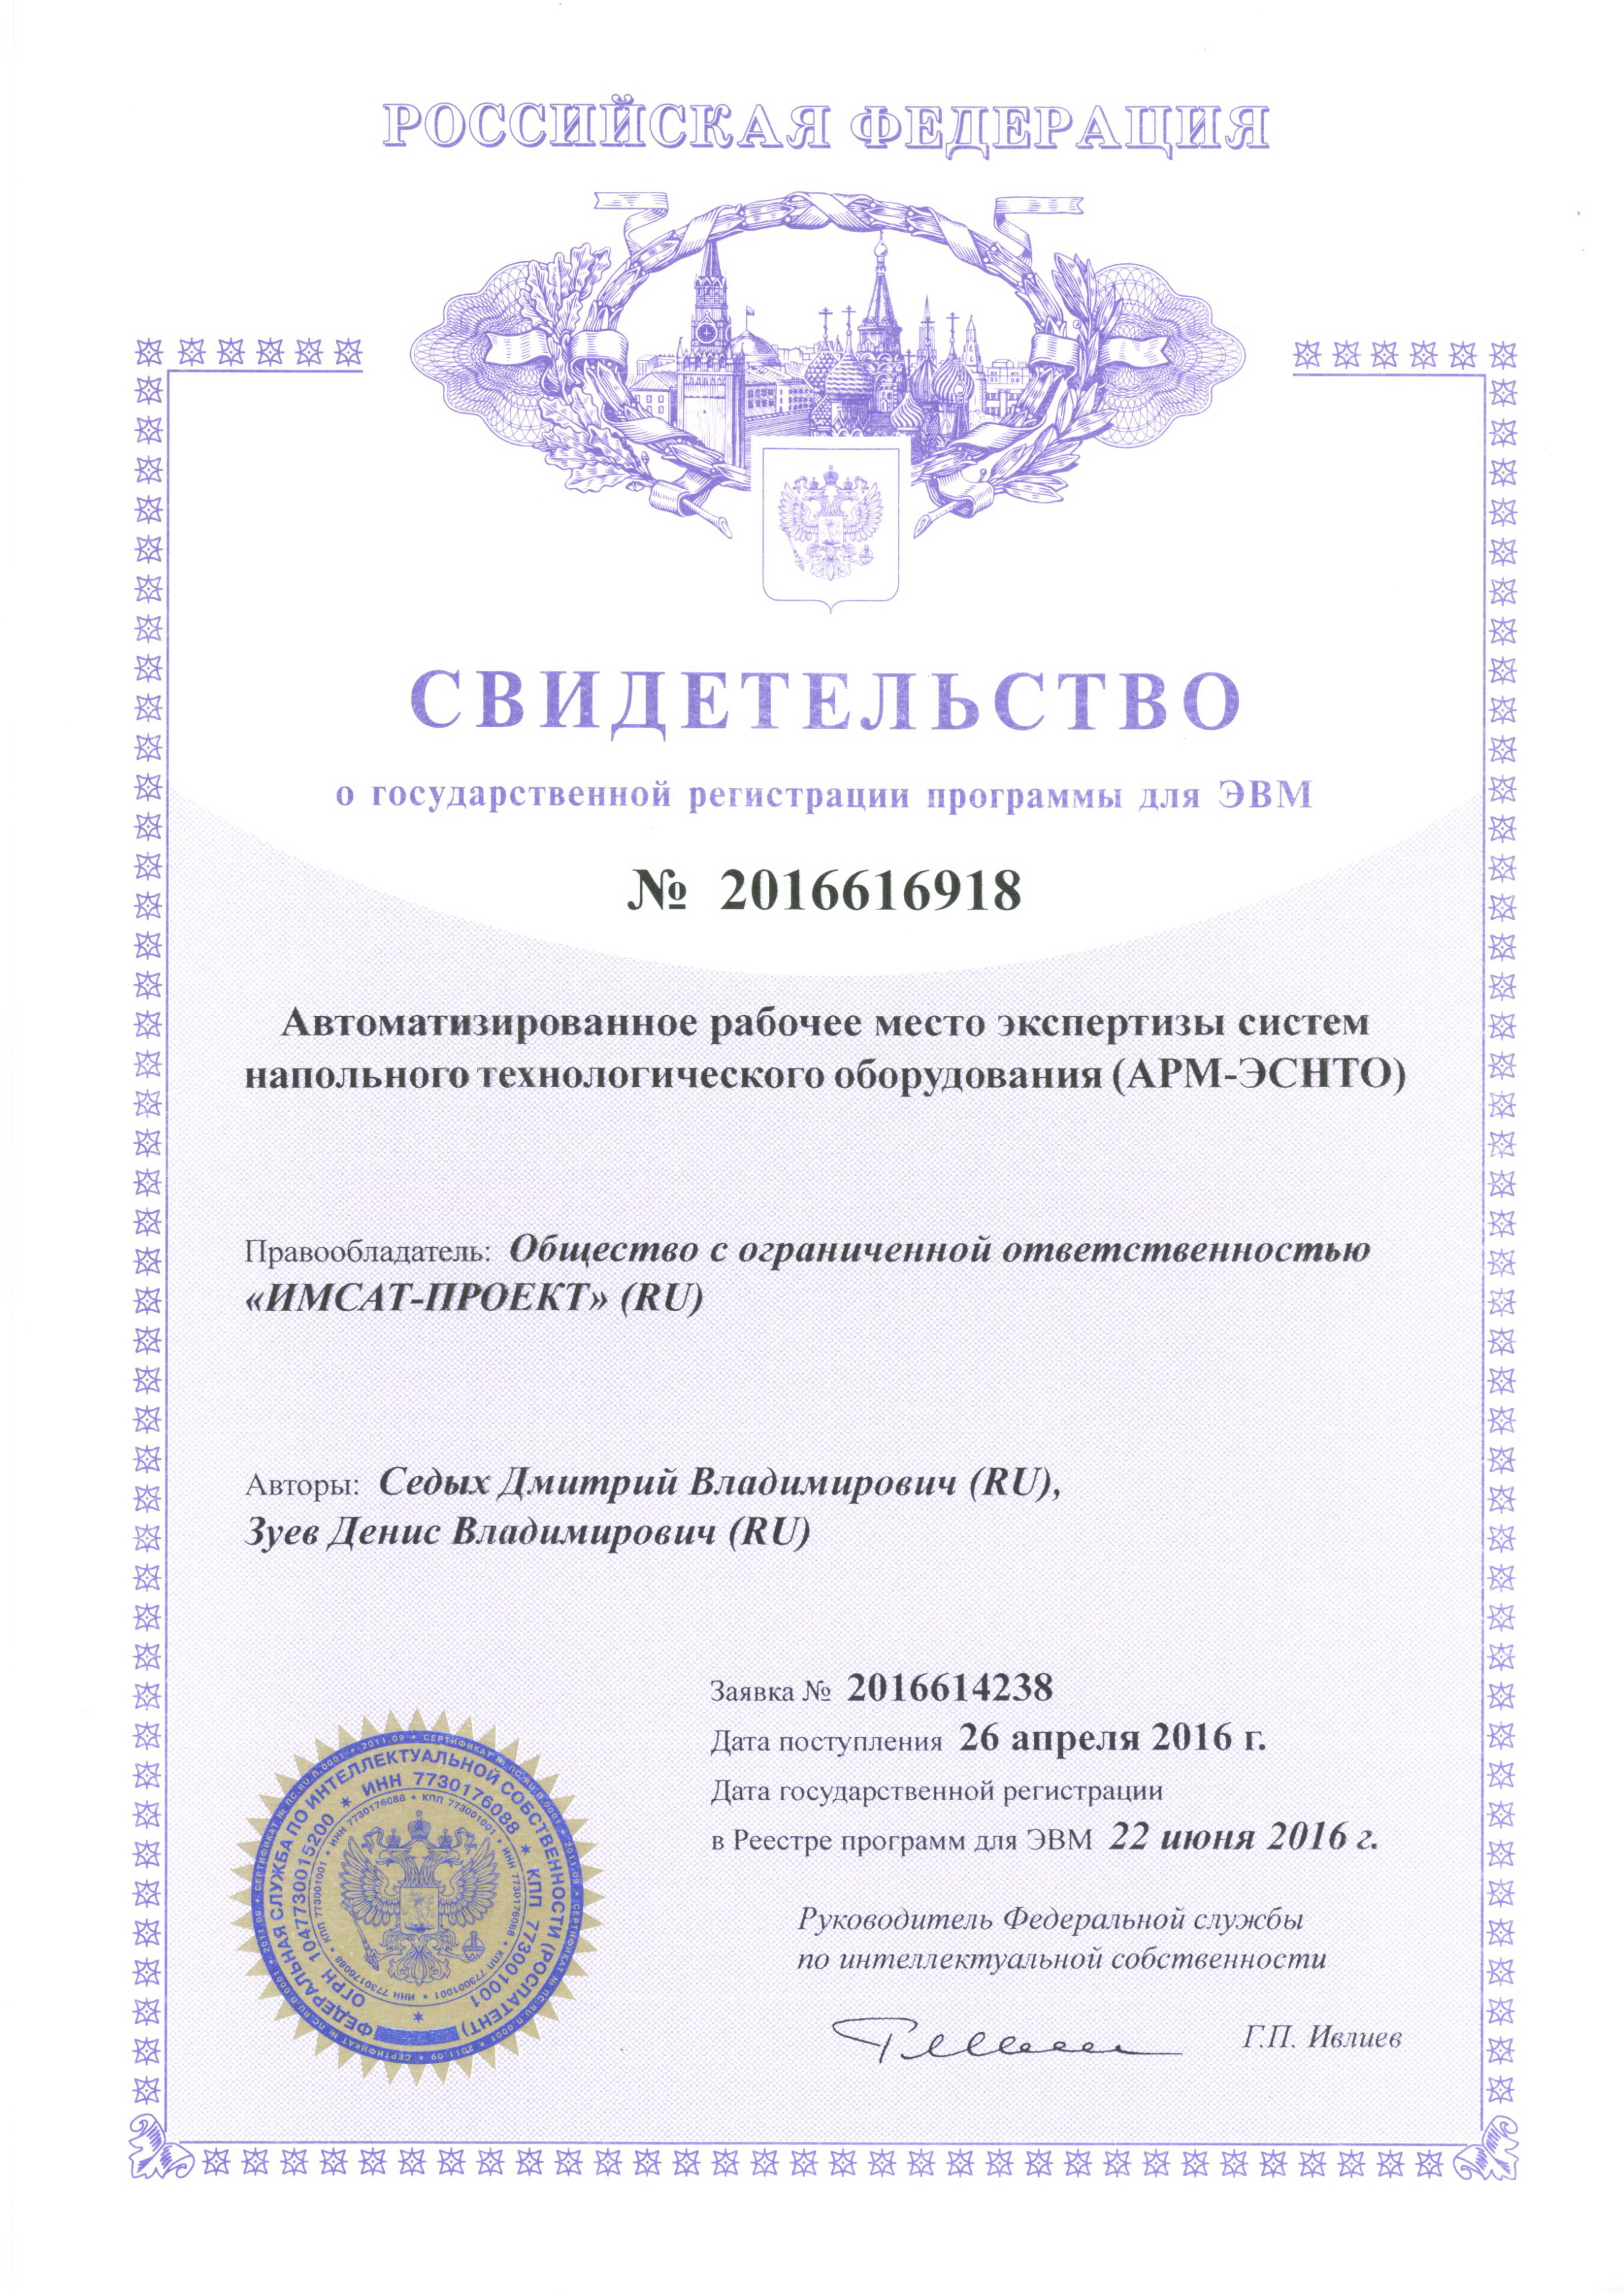 РОССИЙСКАЯ ФЕДЕРАЦИЯ
СВИДЕТЕЛЬСТВО
о государственной регистрации программы для ЭВМ
№ 2016616918
Автоматизированное рабочее место экспертизы систем
напольного технологического оборудования (АРМ-ЭСНТО)
Правообладатель: Общество с ограниченной ответственностью
«ИМСАТ-ПРОЕКТ» (RU)
Авторы: Седых Дмитрий Владимирович (RU),
Зуев Денис Владимирович (RU)
Заявка № 2016614238
Дата поступления 26 апреля 2016 г.
Дата государственной регистрации
в Реестре программ для ЭВМ 22 июня 2016 г.
Руководитель Федеральной службы
по интеллектуальной собственности
Г.П. Ивлиев
ФЕДЕРАЛЬНАЯ СЛУЖБА ПО ИНТЕЛЛЕКТУАЛЬНОЙ СОБСТВЕННОСТИ (РОСПАТЕНТ)
ОГРН 1047730015200 * ИНН 7730176088 * КПП 773001001 *